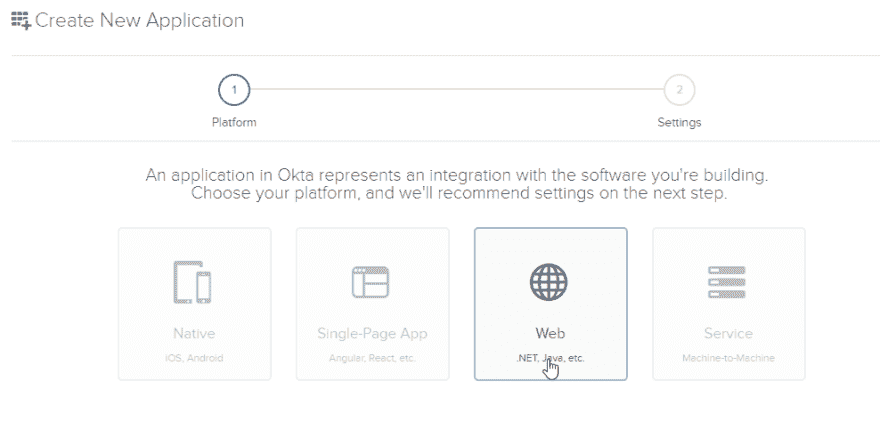 Create New Application
1
2
Platform
Settings
An application in Okta represents an integration with the software you're building.
Choose your platform, and we'll recommend settings on the next step.
Native
Single-Page App
Web
Service
iOS, Android
Angular, React, etc.
.NET, Java, etc.
Machine-to-Machine